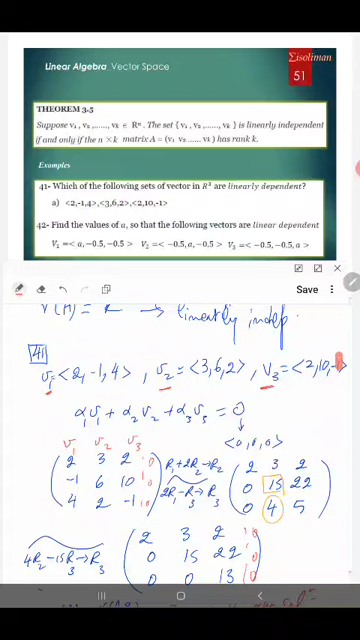 Linear Algebra_Vector Space
Σisoliman
51
THEOREM 3.5
Suppose v₁ , v₂ ,......, vₖ ∈ Rⁿ. The set { v₁ , v₂ ,......, vₖ } is linearly independent
if and only if the n × k matrix A = (v₁ v₂ ..... vₖ ) has rank k.
Examples
41- Which of the following sets of vector in R³ are linearly dependent?
a) <2,-1,4>,<3,6,2>,<2,10,-1>
42- Find the values of a, so that the following vectors are linear dependent
V₁=< a, −0.5, −0.5 > V₂ =< −0.5, a, −0.5 > V₃ =< −0.5, −0.5, a >
Save
→ linearly indep.
41
v₁=<2,-1,4> , v₂=<3,6,2> , V₃=<2,10,-1>
α₁v₁ + α₂v₂ + α₃v₃ = 0
<0,0,0>
v₁ v₂ v₃
2 3 2 | 0
-1 6 10 | 0
4 2 -1 | 0
R₁+2R₂→R₂
2R₁-R₃→R₃
2 3 2
0 15 22
0 4 5
4R₂-15R₃→R₃
2 3 2 | 0
0 15 22 | 0
0 0 13 | 0